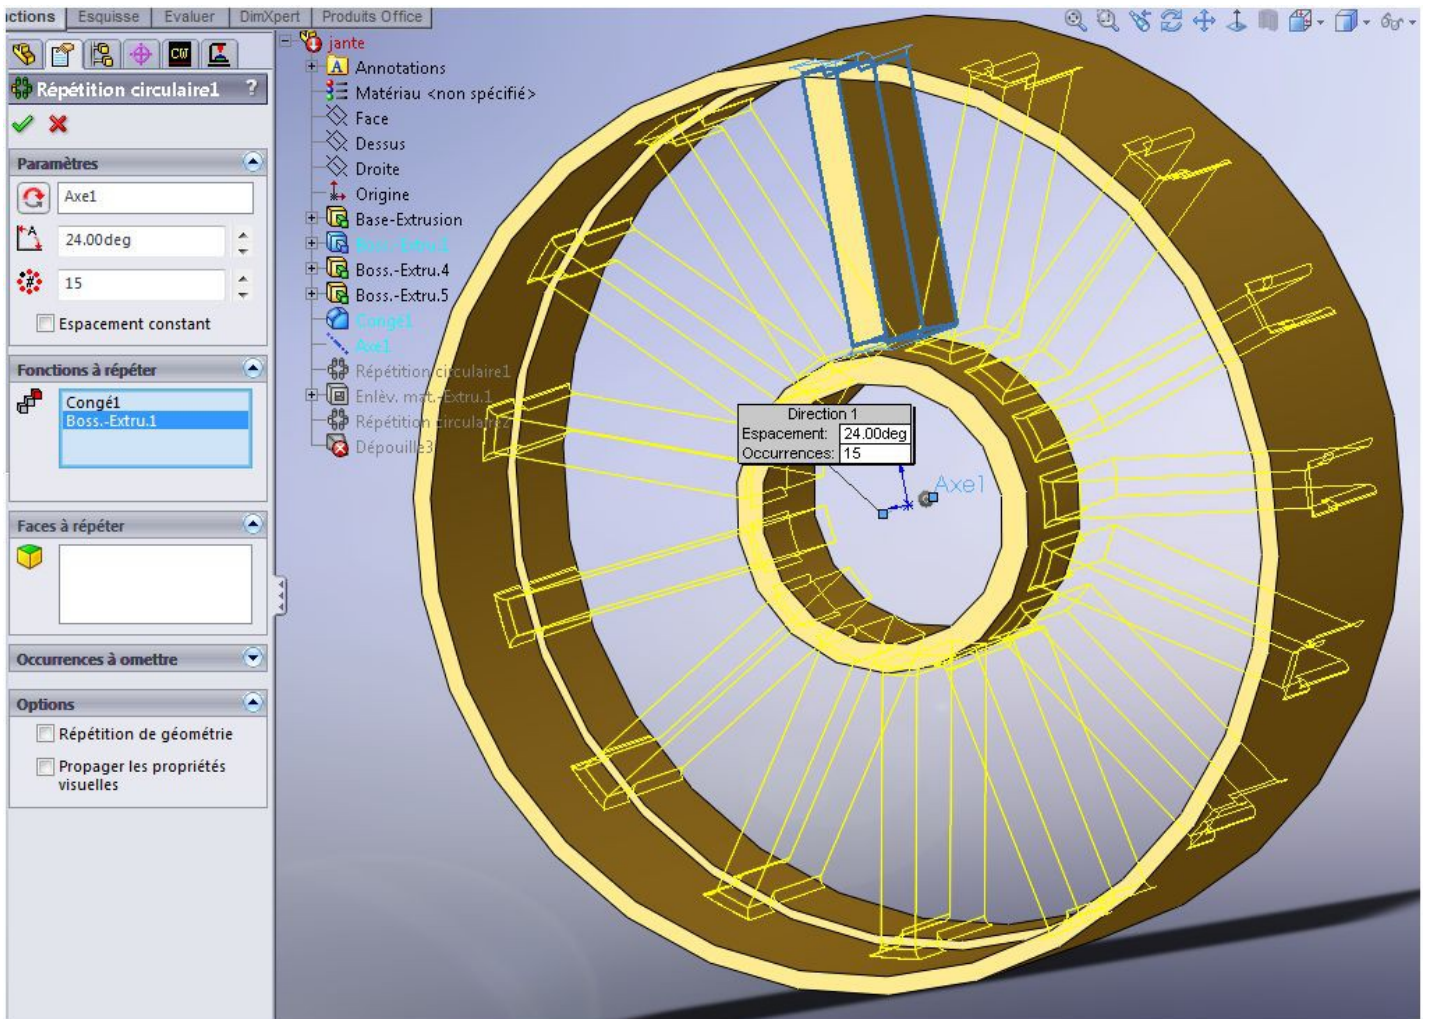 ctions Esquisse Evaluer DimXpert Produits Office
Répétition circulaire1 ?
Paramètres
Axe1
24.00deg
15
Espacement constant
Fonctions à répéter
Congé1
Boss.-Extru.1
Faces à répéter
Occurrences à omettre
Options
Répétition de géométrie
Propager les propriétés
visuelles
jante
Annotations
Matériau <non spécifié>
Face
Dessus
Droite
Origine
Base-Extrusion
Boss.-Extru.1
Boss.-Extru.4
Boss.-Extru.5
Congé1
Axe1
Répétition circulaire1
Enlèv. mat.-Extru.1
Répétition circulaire2
Dépouille3
Direction 1
Espacement: 24.00deg
Occurrences: 15
Axe1